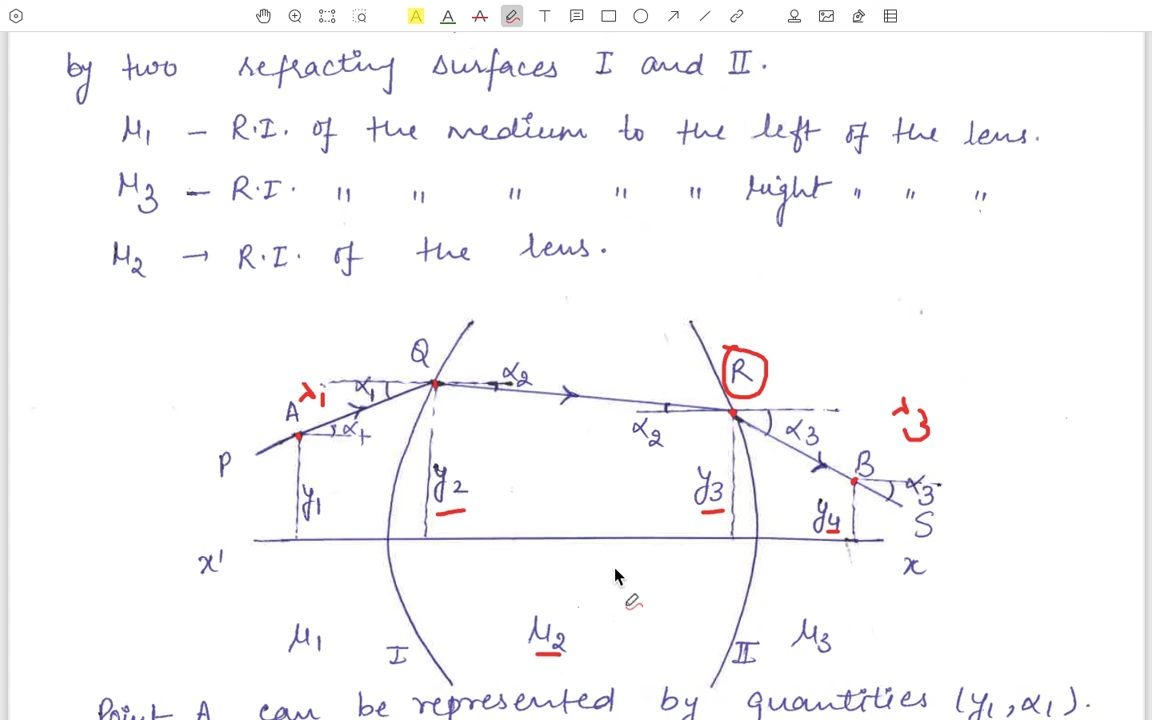 by two refracting surfaces I and II.
μ1 – R.I. of the medium to the left of the lens.
μ3 – R.I. " " " " " right " " "
μ2 → R.I. of the lens.
Q α2 R
A λ1 α1 λ3
α1 α2 α3 B
P y1 y2 y3 y4 α3 S
x' x
μ1 I μ2 II μ3
Point A can be represented by quantities (y1, α1).